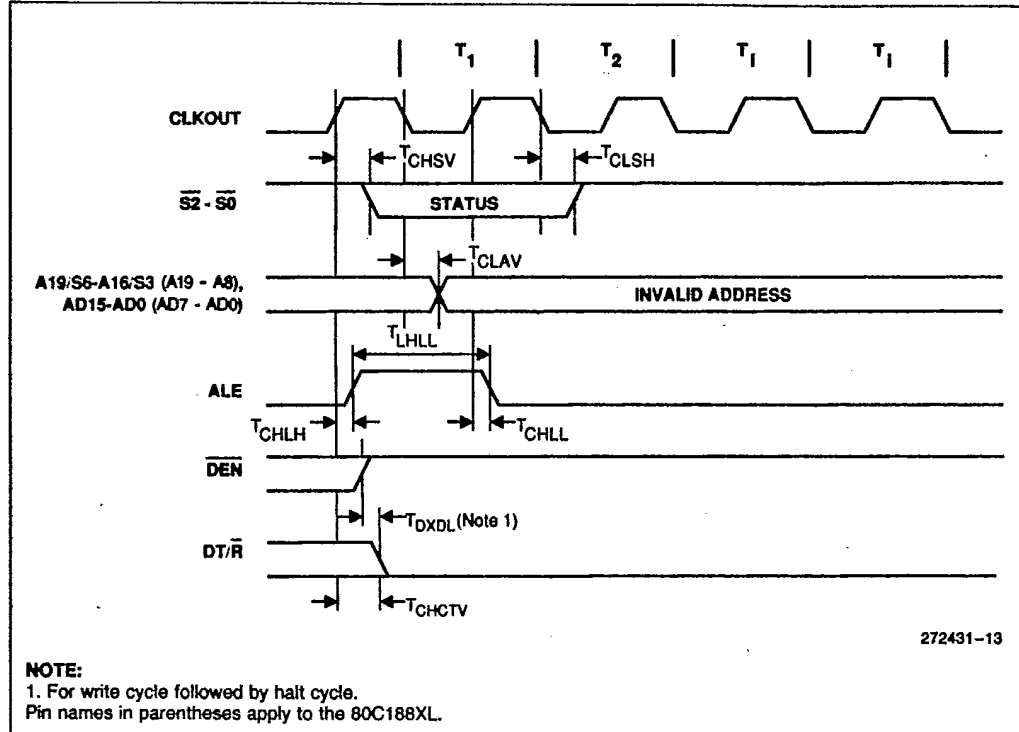 T1 T2 TI TI
CLKOUT
TCHSV TCLSH
S2 - S0 STATUS
TCLAV
A19/S6-A16/S3 (A19 - A8),
AD15-AD0 (AD7 - AD0)
INVALID ADDRESS
TLHLL
ALE
TCHLH TCHLL
DEN
TDXDL (Note 1)
DT/R
TCHCTV
272431-13
NOTE:
1. For write cycle followed by halt cycle.
Pin names in parentheses apply to the 80C188XL.